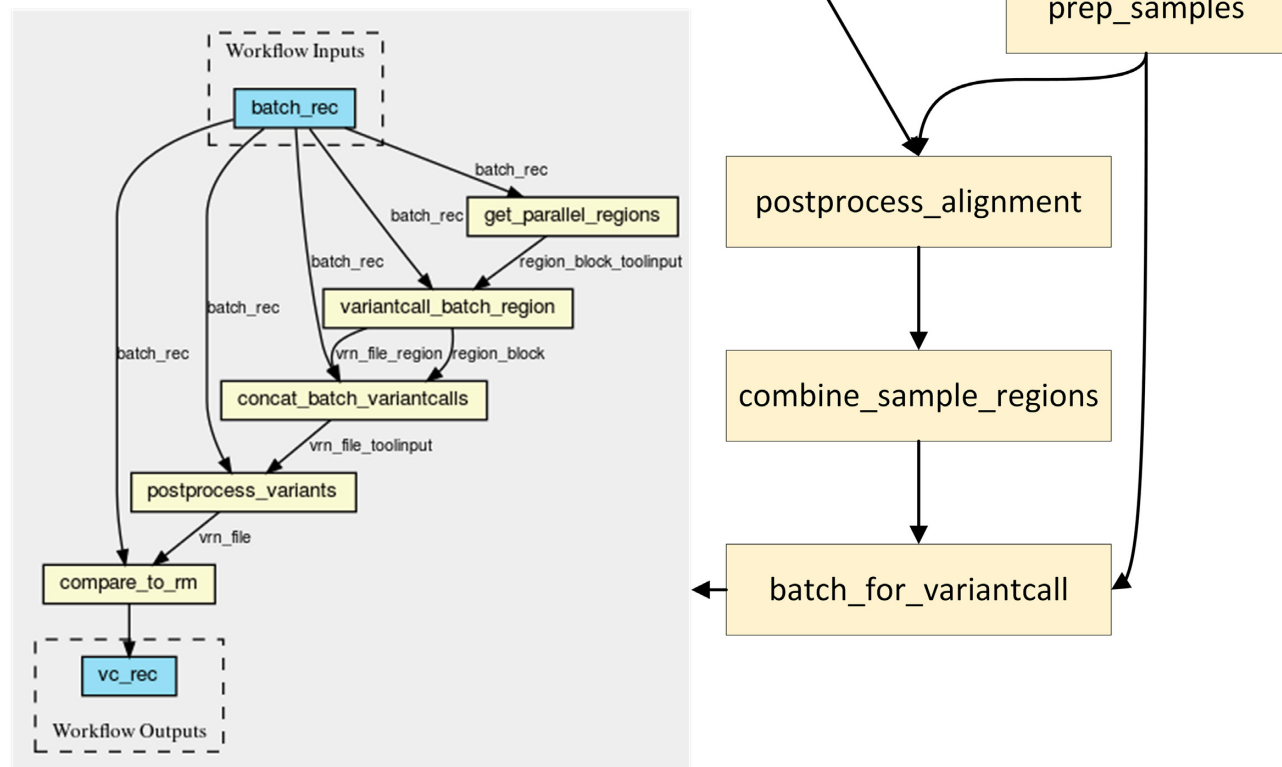 Workflow Inputs
batch_rec
batch_rec
get_parallel_regions
batch_rec
batch_rec
region_block_toolinput
variantcall_batch_region
batch_rec
batch_rec
vrn_file_region
region_block
concat_batch_variantcalls
vrn_file_toolinput
postprocess_variants
vrn_file
compare_to_rm
vc_rec
Workflow Outputs
prep_samples
postprocess_alignment
combine_sample_regions
batch_for_variantcall